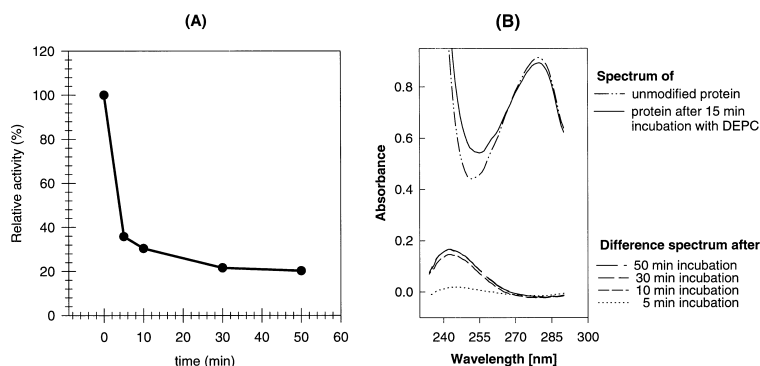 (A)
(B)
120
100
80
60
40
20
0
Relative activity (%)
0
10
20
30
40
50
60
time (min)
0.8
0.6
0.4
0.2
0.0
Absorbance
240
255
270
285
300
Wavelength [nm]
Spectrum of
unmodified protein
protein after 15 min
incubation with DEPC
Difference spectrum after
50 min incubation
30 min incubation
10 min incubation
5 min incubation